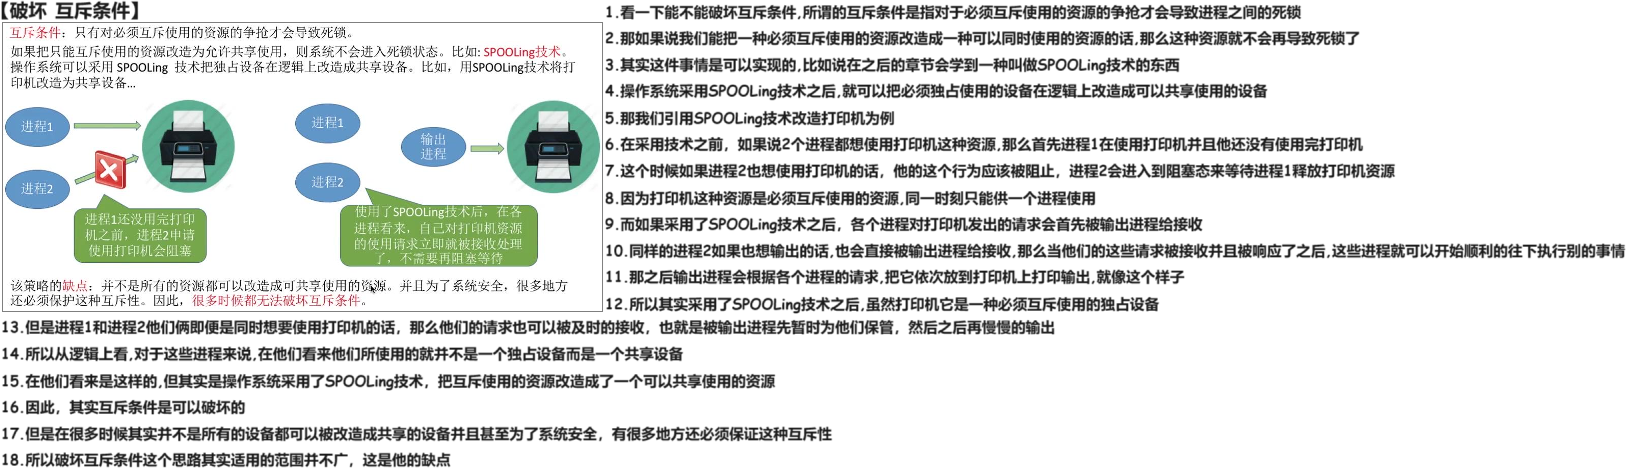 【破坏 互斥条件】
互斥条件：只有对必须互斥使用的资源的争抢才会导致死锁。
如果把只能互斥使用的资源改造为允许共享使用，则系统不会进入死锁状态。比如: SPOOLing技术。
操作系统可以采用 SPOOLing 技术把独占设备在逻辑上改造成共享设备。比如，用SPOOLing技术将打
印机改造为共享设备...
进程1
进程2
进程1还没用完打印
机之前，进程2申请
使用打印机会阻塞
进程1
进程2
输出
进程
使用了SPOOLing技术后，在各
进程看来，自己对打印机资源
的使用请求立即就被接收处理
了，不需要再阻塞等待
该策略的缺点：并不是所有的资源都可以改造成可共享使用的资源。并且为了系统安全，很多地方
还必须保护这种互斥性。因此，很多时候都无法破坏互斥条件。
1.看一下能不能破坏互斥条件,所谓的互斥条件是指对于必须互斥使用的资源的争抢才会导致进程之间的死锁
2.那如果说我们能把一种必须互斥使用的资源改造成一种可以同时使用的资源的话,那么这种资源就不会再导致死锁了
3.其实这件事情是可以实现的,比如说在之后的章节会学到一种叫做SPOOLing技术的东西
4.操作系统采用SPOOLing技术之后,就可以把必须独占使用的设备在逻辑上改造成可以共享使用的设备
5.那我们引用SPOOLing技术改造打印机为例
6.在采用技术之前，如果说2个进程都想使用打印机这种资源,那么首先进程1在使用打印机并且他还没有使用完打印机
7.这个时候如果进程2也想使用打印机的话，他的这个行为应该被阻止，进程2会进入到阻塞态来等待进程1释放打印机资源
8.因为打印机这种资源是必须互斥使用的资源,同一时刻只能供一个进程使用
9.而如果采用了SPOOLing技术之后，各个进程对打印机发出的请求会首先被输出进程给接收
10.同样的进程2如果也想输出的话,也会直接被输出进程给接收,那么当他们的这些请求被接收并且被响应了之后,这些进程就可以开始顺利的往下执行别的事情
11.那之后输出进程会根据各个进程的请求,把它依次放到打印机上打印输出,就像这个样子
12.所以其实采用了SPOOLing技术之后,虽然打印机它是一种必须互斥使用的独占设备
13.但是进程1和进程2他们俩即便是同时想要使用打印机的话，那么他们的请求也可以被及时的接收，也就是被输出进程先暂时为他们保管，然后之后再慢慢的输出
14.所以从逻辑上看,对于这些进程来说,在他们看来他们所使用的就并不是一个独占设备而是一个共享设备
15.在他们看来是这样的,但其实是操作系统采用了SPOOLing技术，把互斥使用的资源改造成了一个可以共享使用的资源
16.因此，其实互斥条件是可以破坏的
17.但是在很多时候其实并不是所有的设备都可以被改造成共享的设备并且甚至为了系统安全，有很多地方还必须保证这种互斥性
18.所以破坏互斥条件这个思路其实适用的范围并不广，这是他的缺点